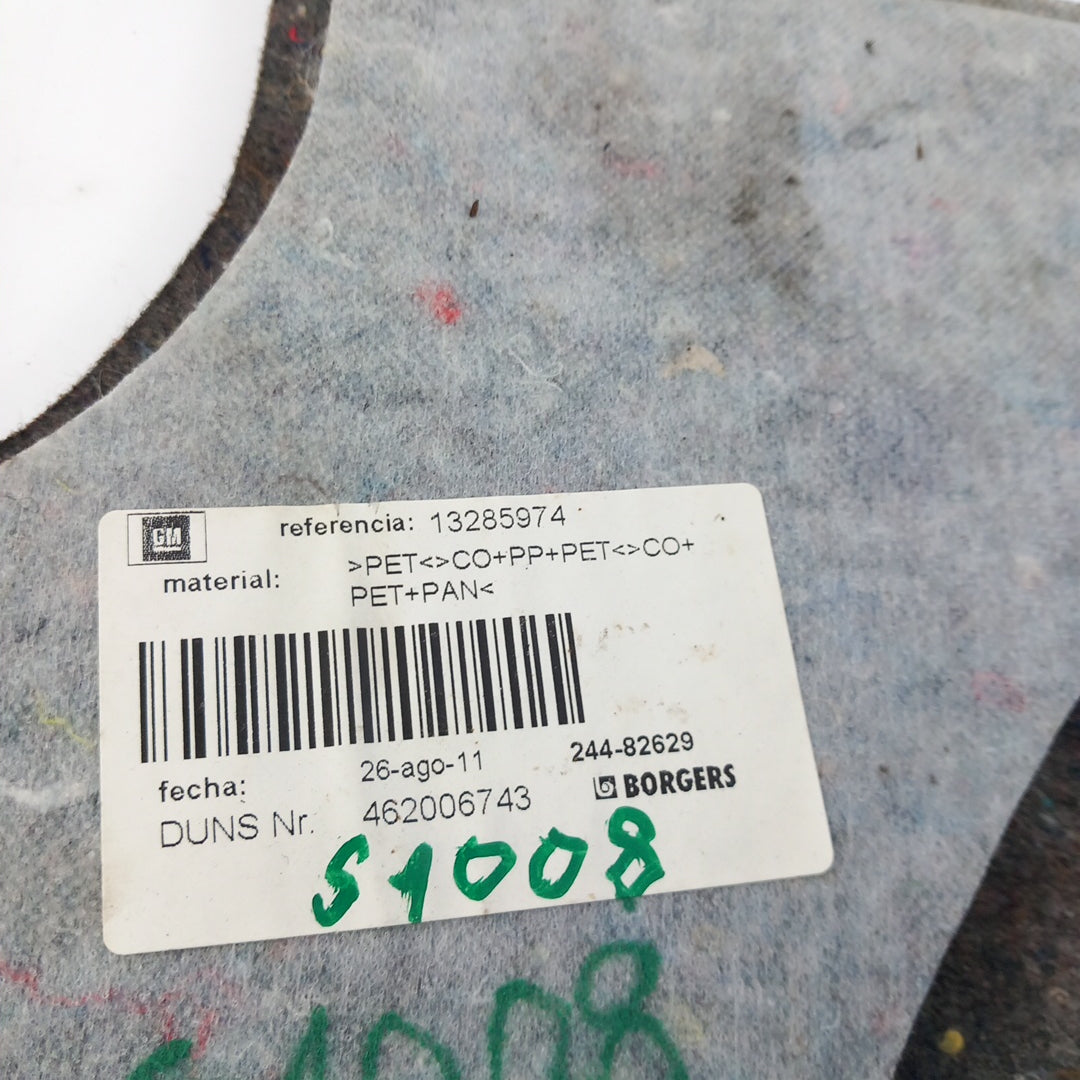 GM referencia: 13285974
material: >PET<>CO+PP+PET<>CO+
PET+PAN<
fecha: 26-ago-11 244-82629
DUNS Nr. 462006743 BORGERS
S1008
S1008